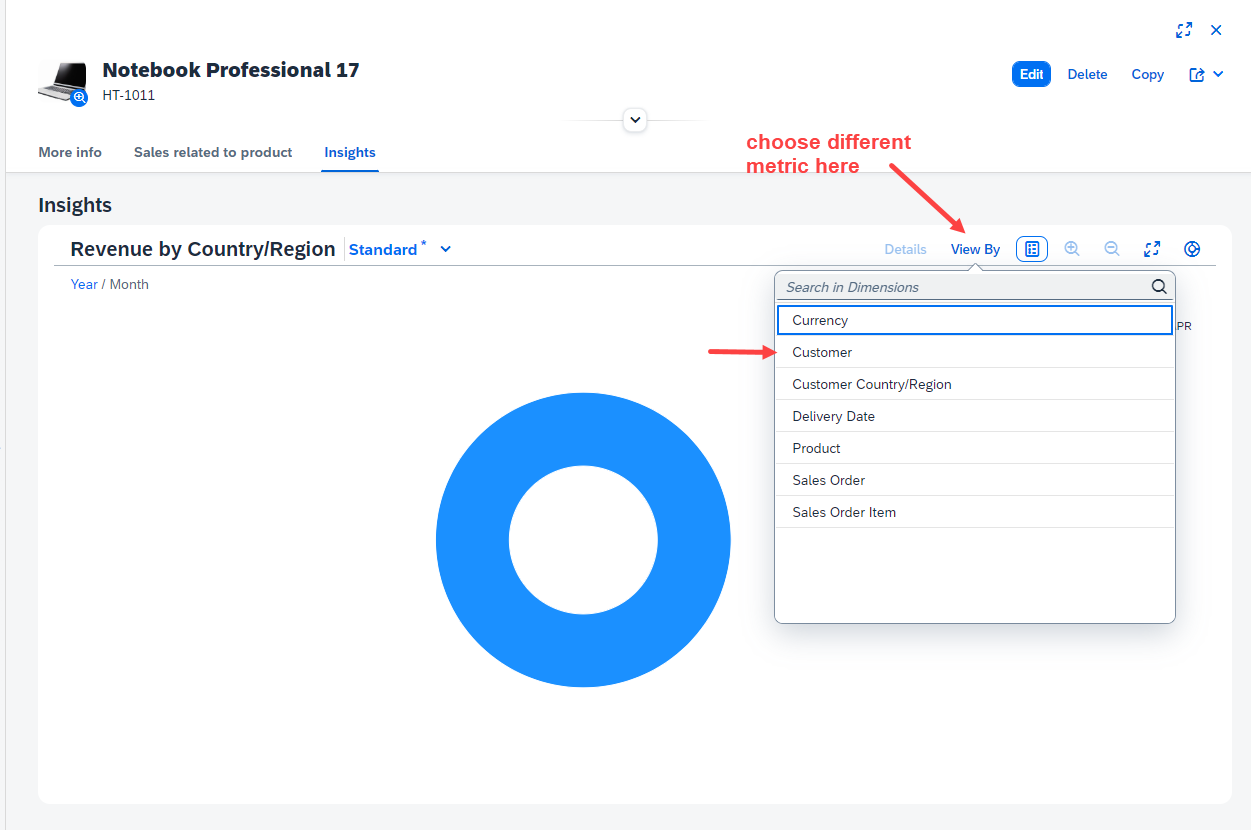 Notebook Professional 17
HT-1011
Edit Delete Copy
More info Sales related to product Insights
choose different
metric here
Insights
Revenue by Country/Region Standard *
Details View By
Year / Month
Search in Dimensions
Currency
PR
Customer
Customer Country/Region
Delivery Date
Product
Sales Order
Sales Order Item